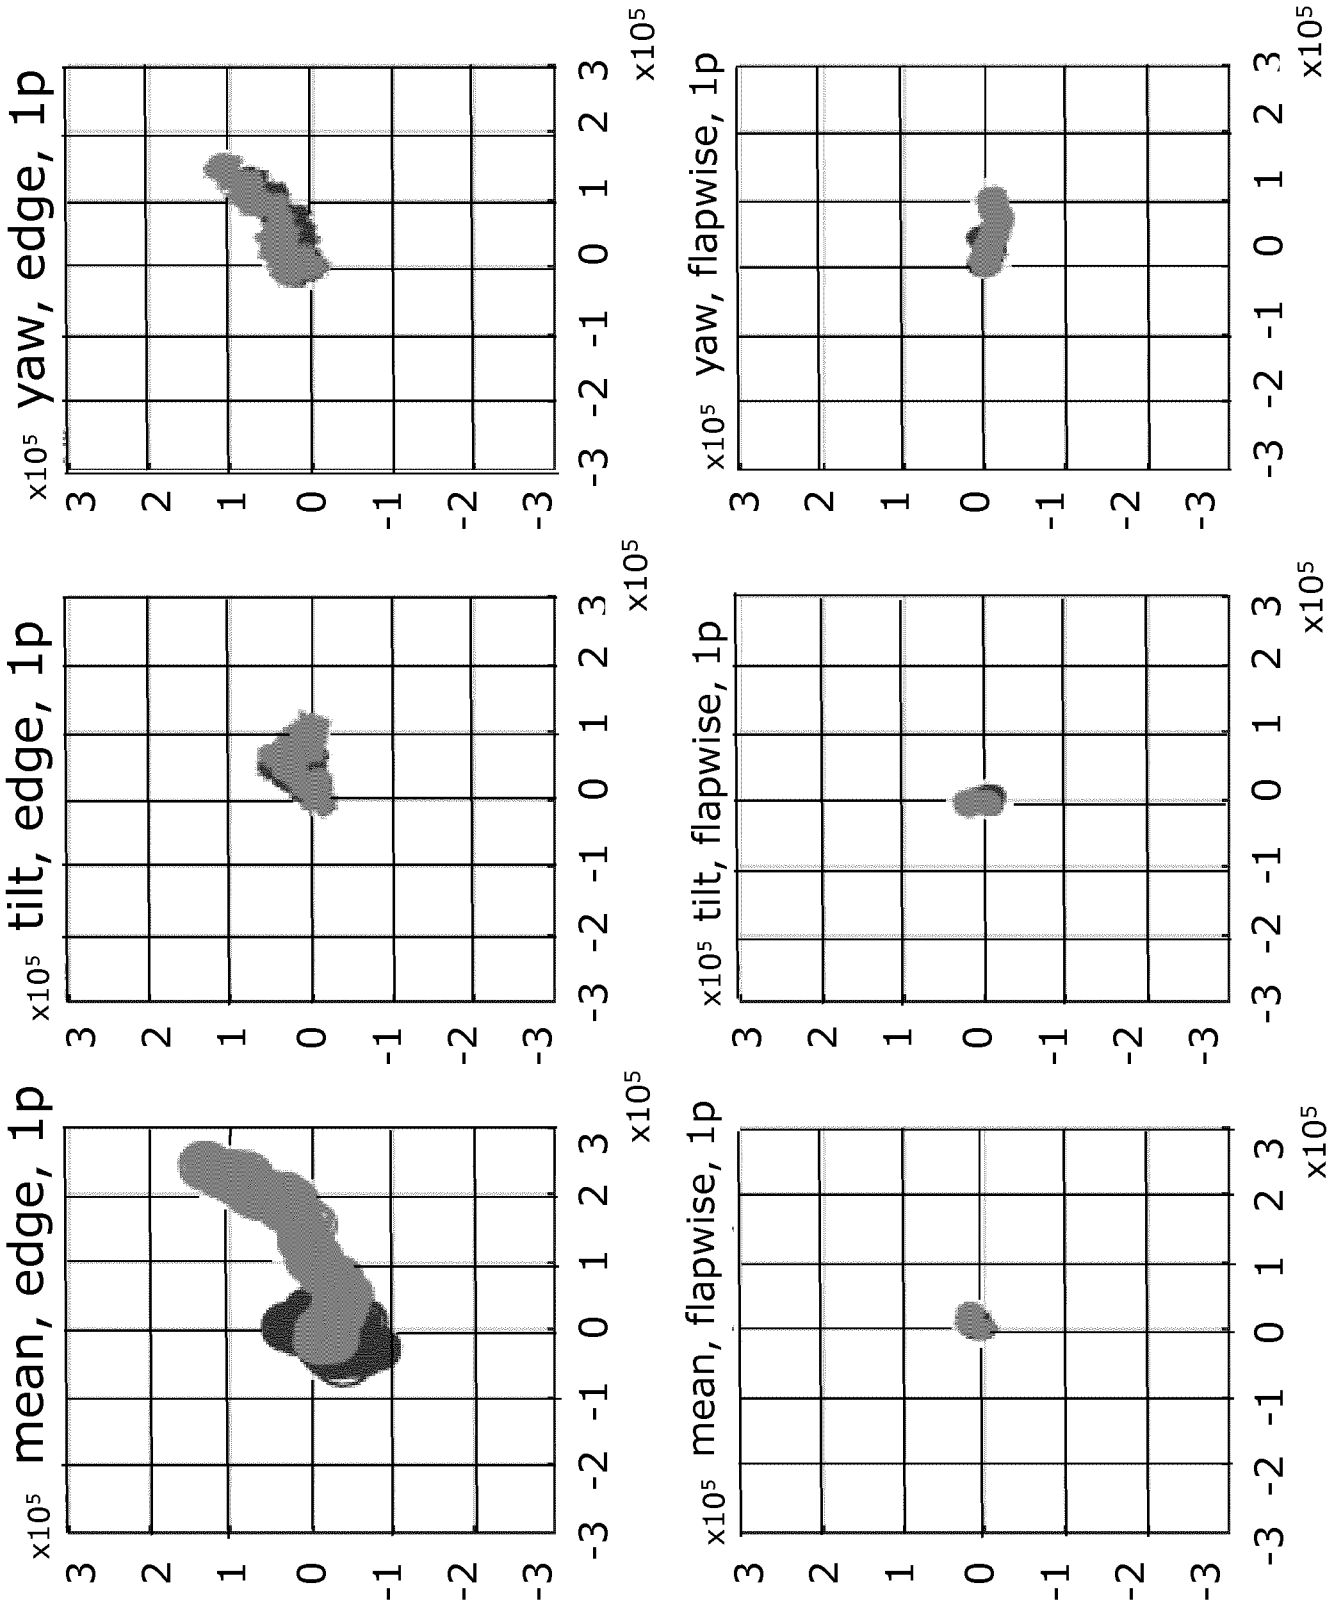 x10⁵ mean, edge, 1p
3
2
1
0
-1
-2
-3
-3 -2 -1 0 1 2 3
x10⁵
x10⁵ tilt, edge, 1p
3
2
1
0
-1
-2
-3
-3 -2 -1 0 1 2 3
x10⁵
x10⁵ yaw, edge, 1p
3
2
1
0
-1
-2
-3
-3 -2 -1 0 1 2 3
x10⁵
x10⁵ mean, flapwise, 1p
3
2
1
0
-1
-2
-3
-3 -2 -1 0 1 2 3
x10⁵
x10⁵ tilt, flapwise, 1p
3
2
1
0
-1
-2
-3
-3 -2 -1 0 1 2 3
x10⁵
x10⁵ yaw, flapwise, 1p
3
2
1
0
-1
-2
-3
-3 -2 -1 0 1 2 3
x10⁵